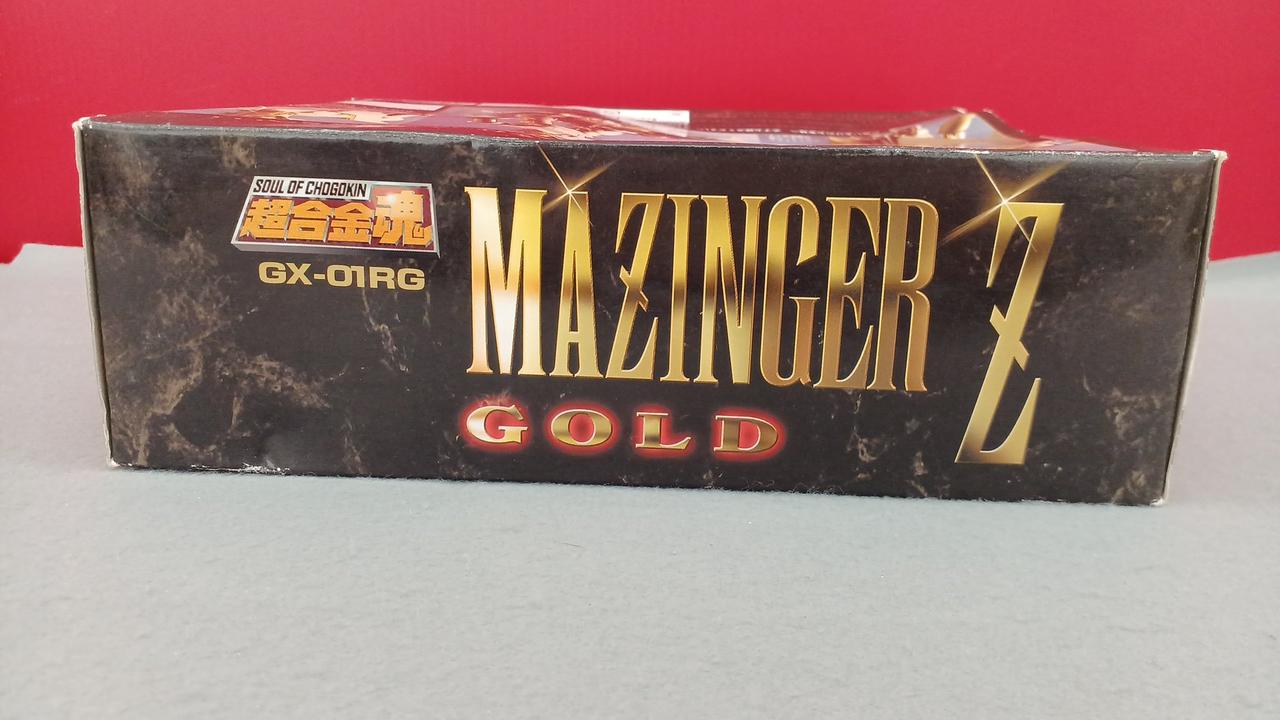 SOUL OF CHOGOKIN
超合金魂
GX-01RG
MAZINGER Z
GOLD